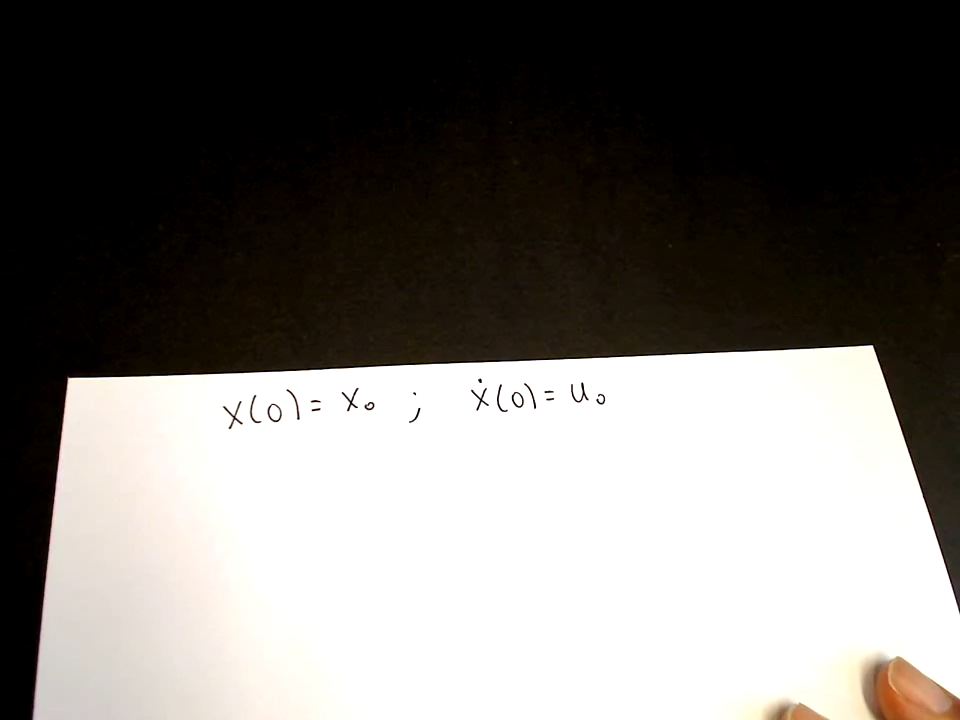 x(0) = x₀ ; ẋ(0) = u₀